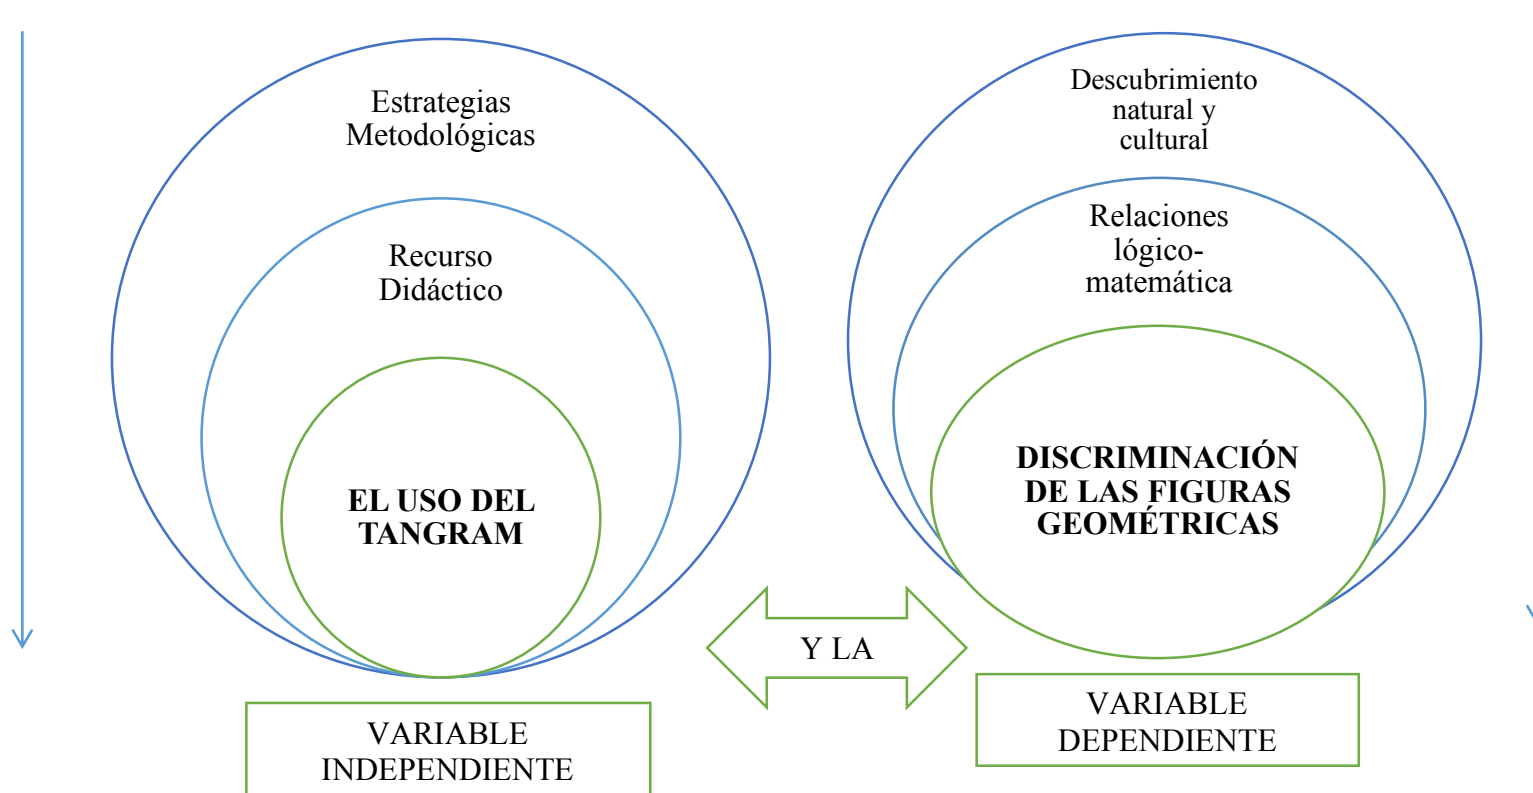 Estrategias
Metodológicas
Recurso
Didáctico
EL USO DEL
TANGRAM
VARIABLE
INDEPENDIENTE
Y LA
Descubrimiento
natural y
cultural
Relaciones
lógico-
matemática
DISCRIMINACIÓN
DE LAS FIGURAS
GEOMÉTRICAS
VARIABLE
DEPENDIENTE